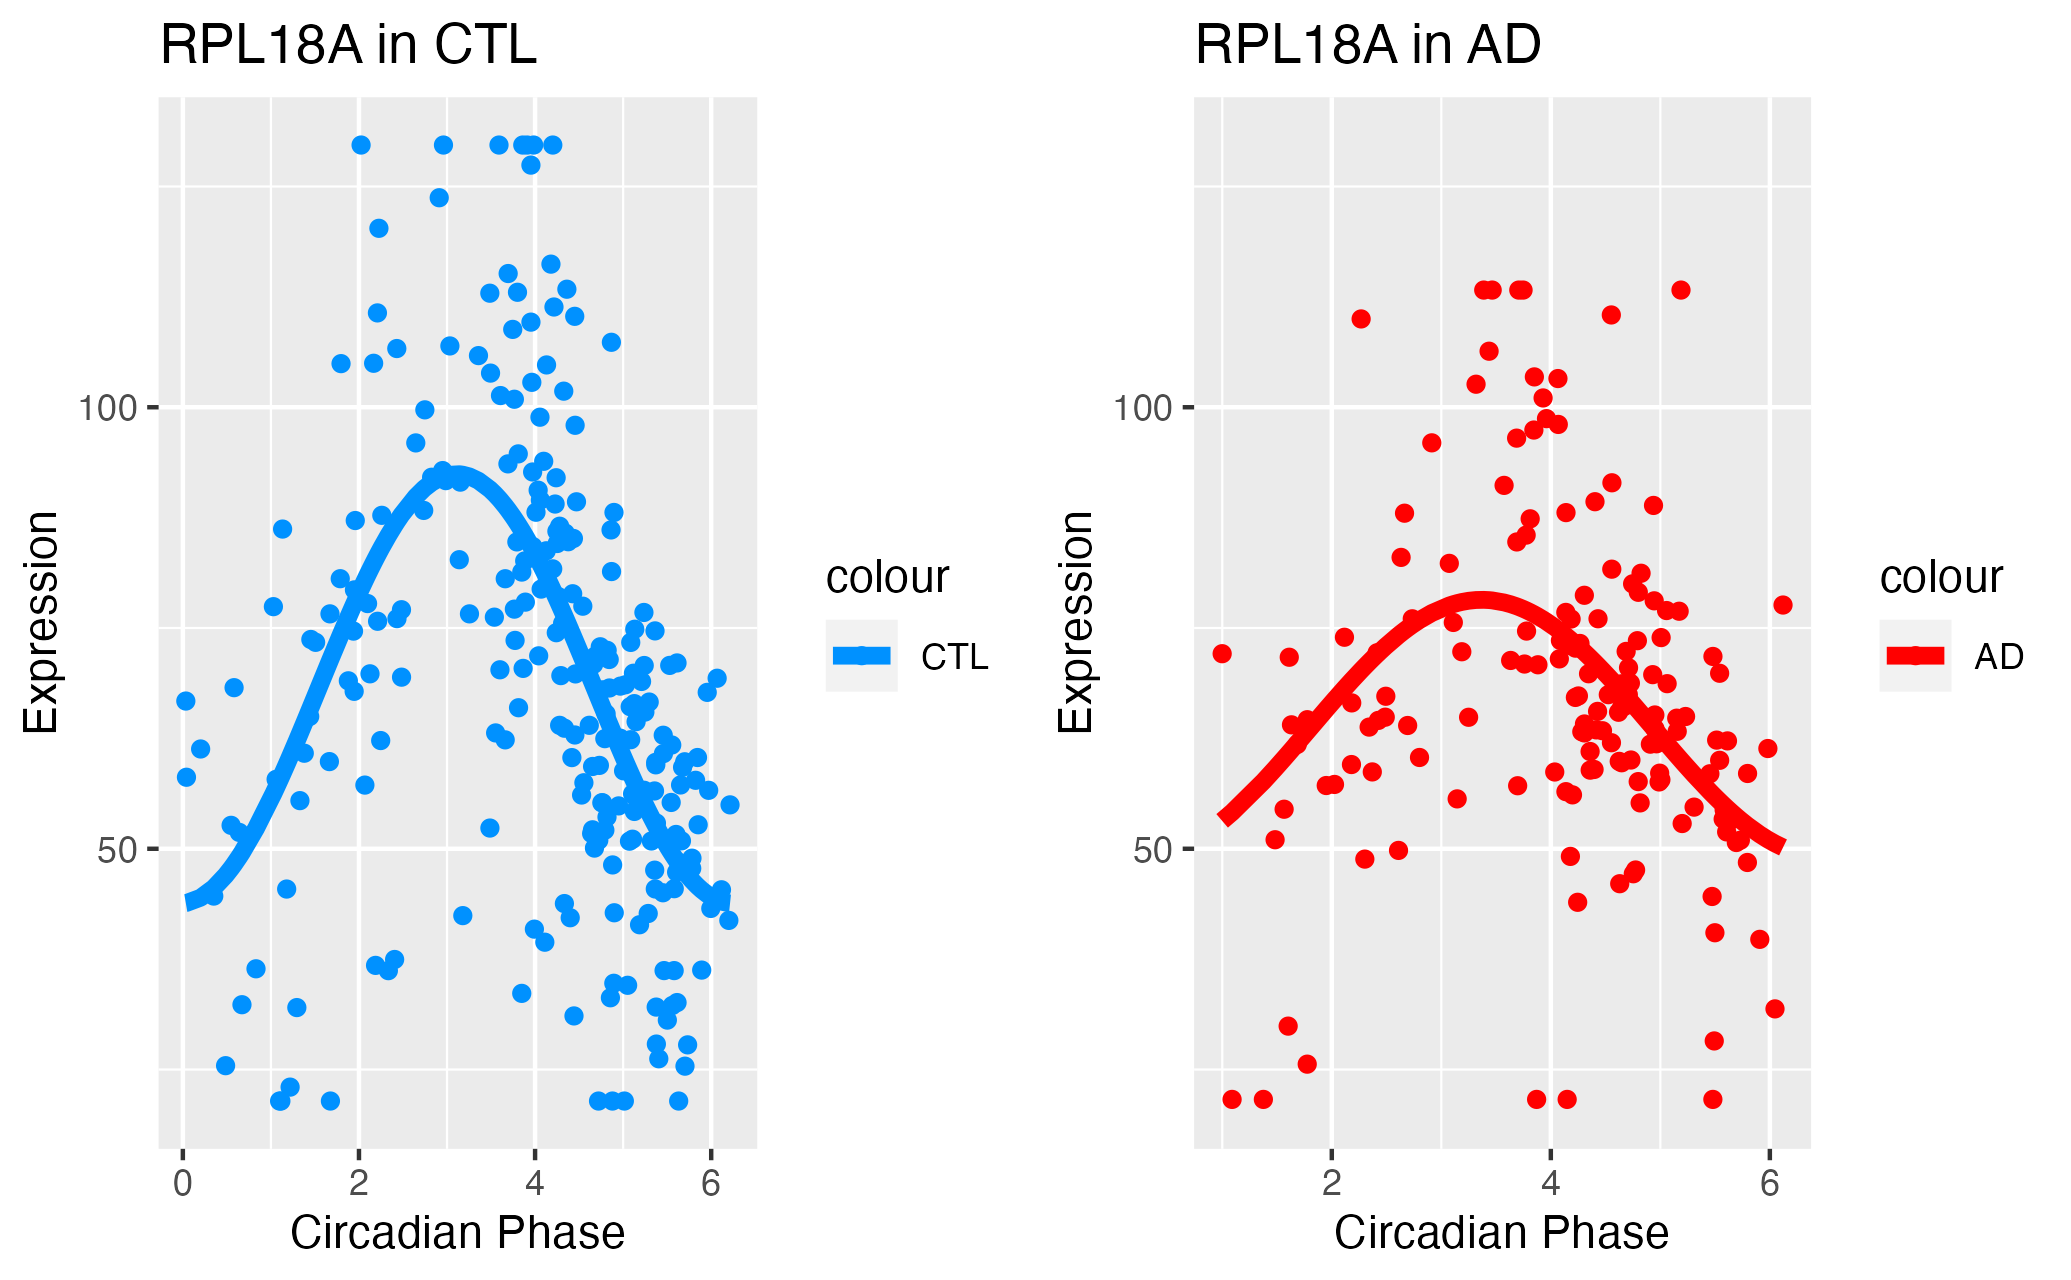 RPL18A in CTL
Expression
100
50
0 2 4 6
Circadian Phase
colour
CTL
RPL18A in AD
Expression
100
50
2 4 6
Circadian Phase
colour
AD